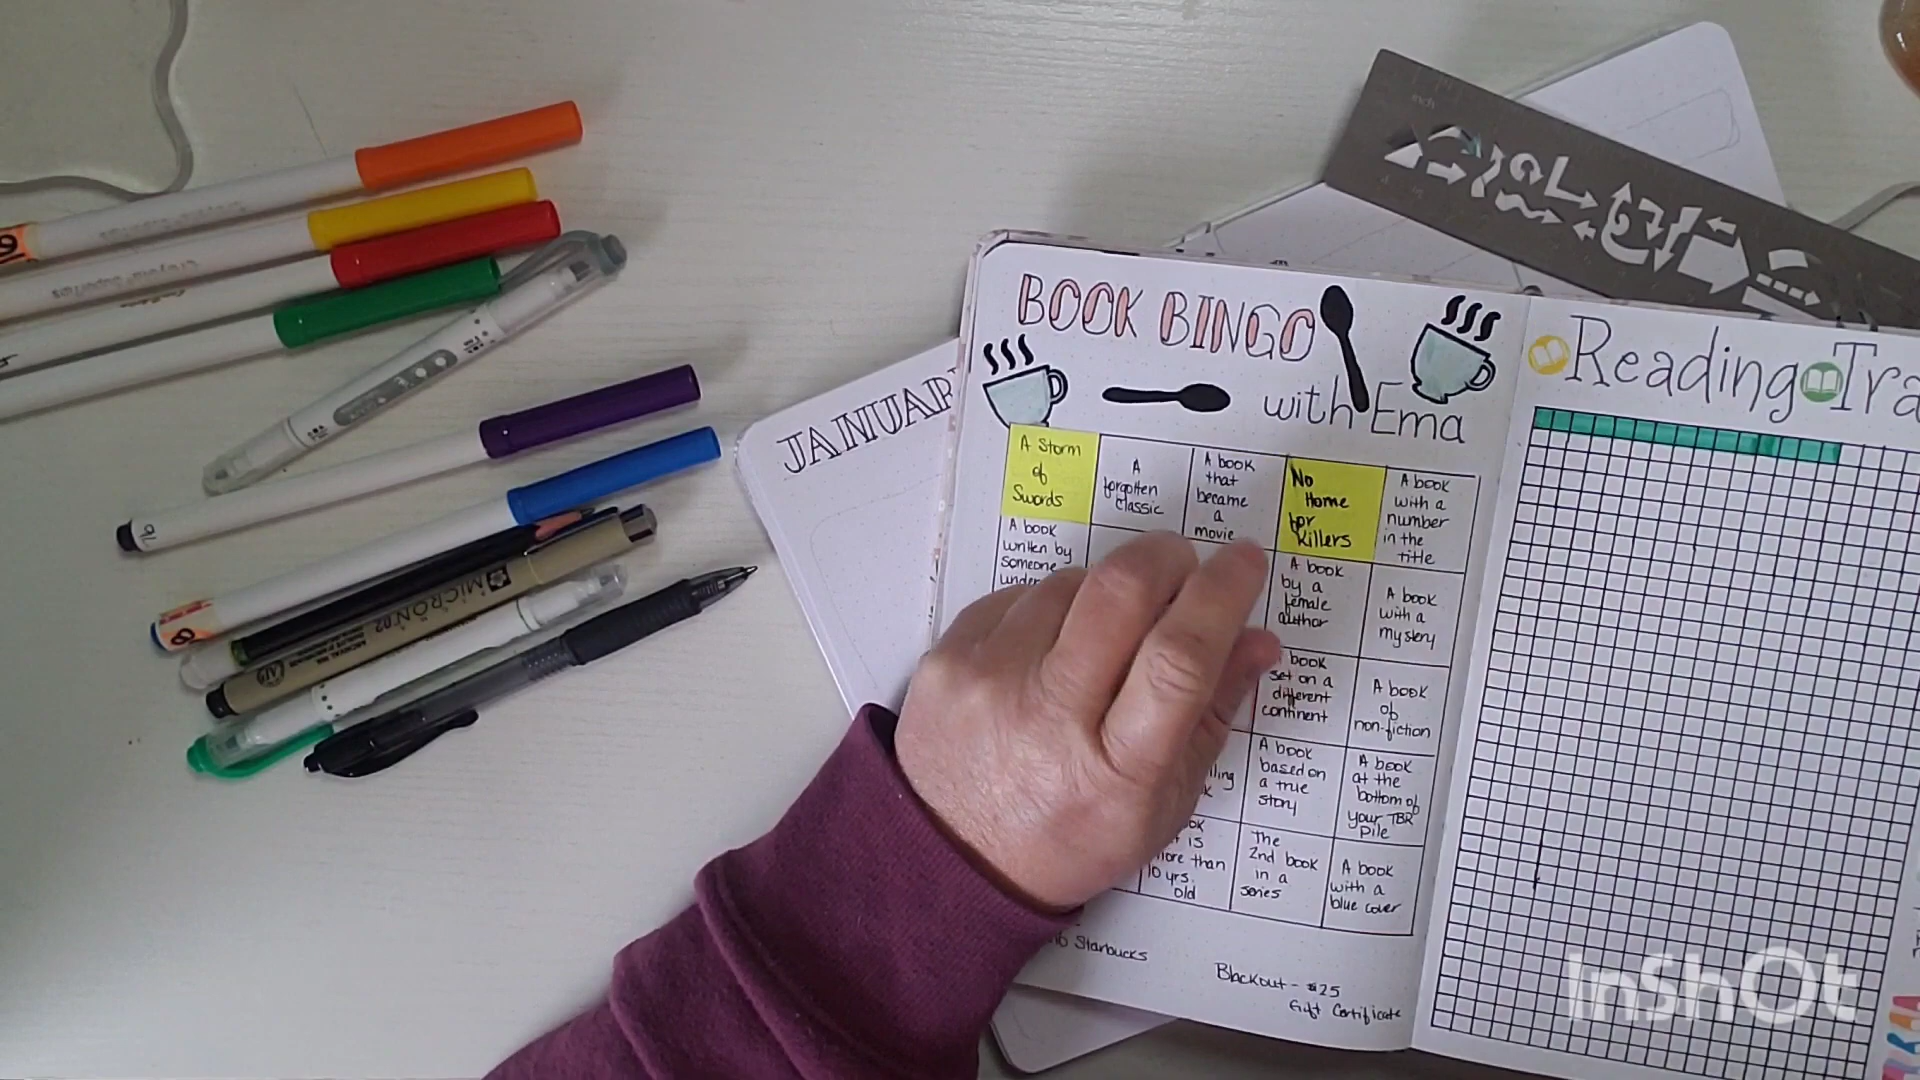 BOOK BINGO
with Ema
A Storm
of
Swords
A
forgotten
classic
A book
that
became
a
movie
No
Home
for
Killers
A book
with a
number
in the
title
A book
written by
someone
under
A book
by a
female
author
A book
with a
mystery
book
set on a
different
continent
A book
of
non-fiction
A book
based on
a true
story
A book
at the
bottom of
your TBR
Pile
is
more than
10 yrs.
old
The
2nd book
in a
series
A book
with a
blue cover
Starbucks
Blackout - $25
Gift Certificate
Reading Tra
JANUAR
MICRON 02
inch
InShOt